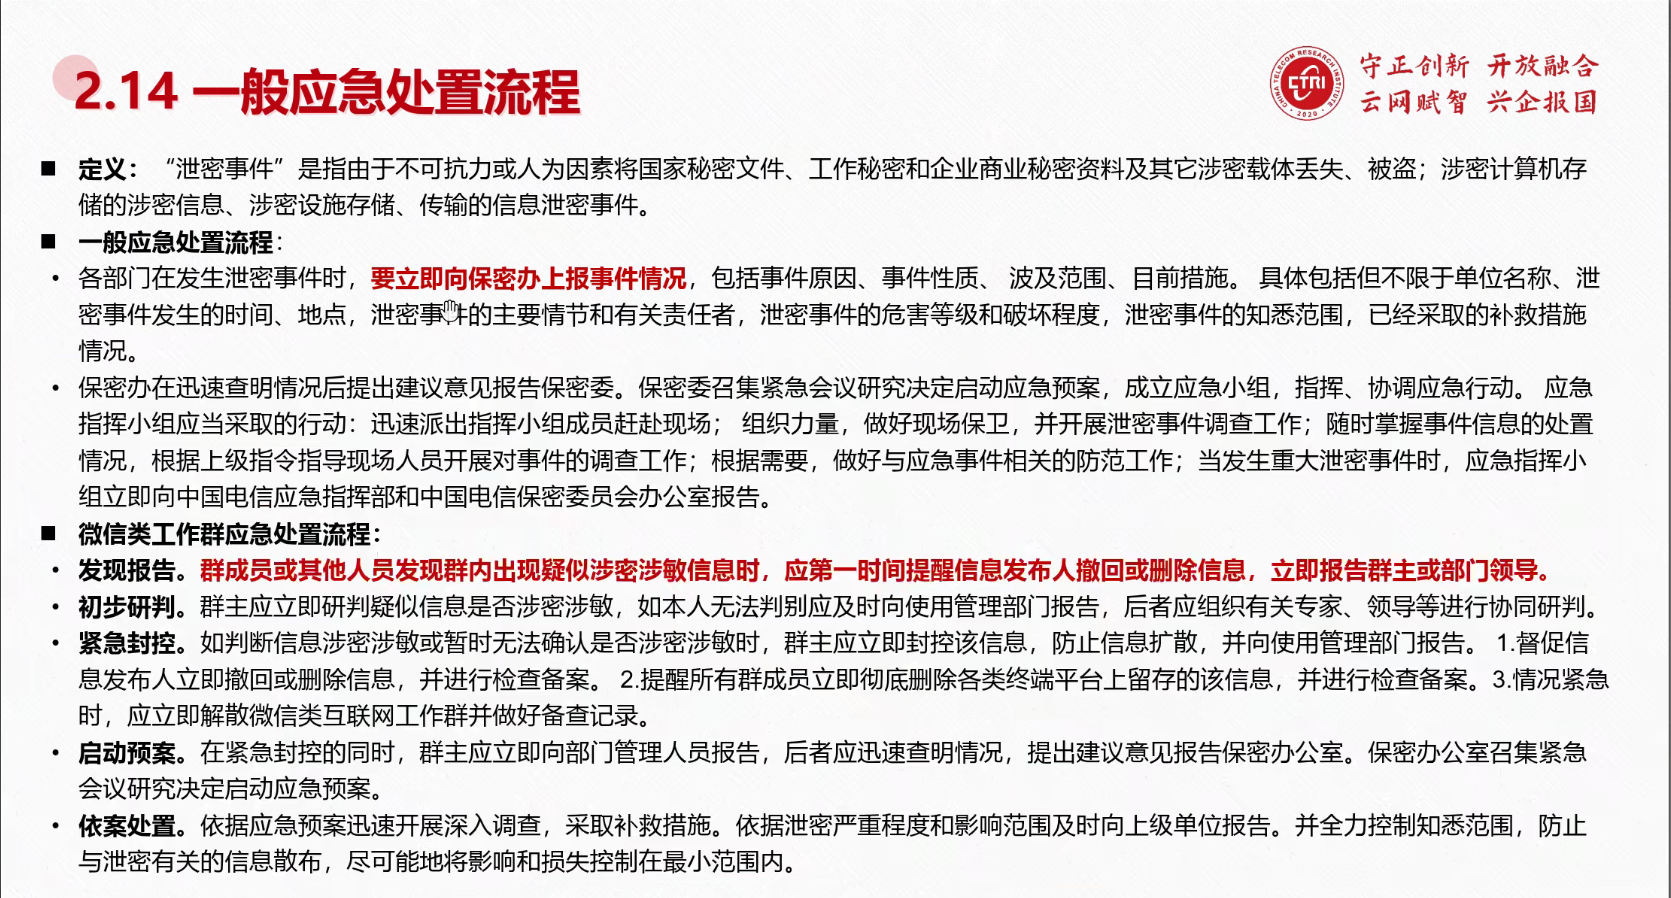 2.14 一般应急处置流程
CHINA TELECOM RESEARCH INSTITUTE
CTRI
2020
守正创新 开放融合
云网赋智 兴企报国
■ 定义：“泄密事件”是指由于不可抗力或人为因素将国家秘密文件、工作秘密和企业商业秘密资料及其它涉密载体丢失、被盗；涉密计算机存
储的涉密信息、涉密设施存储、传输的信息泄密事件。
■ 一般应急处置流程：
• 各部门在发生泄密事件时，要立即向保密办上报事件情况，包括事件原因、事件性质、 波及范围、目前措施。 具体包括但不限于单位名称、泄
密事件发生的时间、地点，泄密事件的主要情节和有关责任者，泄密事件的危害等级和破坏程度，泄密事件的知悉范围，已经采取的补救措施
情况。
• 保密办在迅速查明情况后提出建议意见报告保密委。保密委召集紧急会议研究决定启动应急预案，成立应急小组，指挥、协调应急行动。 应急
指挥小组应当采取的行动：迅速派出指挥小组成员赶赴现场； 组织力量，做好现场保卫，并开展泄密事件调查工作；随时掌握事件信息的处置
情况，根据上级指令指导现场人员开展对事件的调查工作；根据需要，做好与应急事件相关的防范工作；当发生重大泄密事件时，应急指挥小
组立即向中国电信应急指挥部和中国电信保密委员会办公室报告。
■ 微信类工作群应急处置流程：
• 发现报告。群成员或其他人员发现群内出现疑似涉密涉敏信息时，应第一时间提醒信息发布人撤回或删除信息，立即报告群主或部门领导。
• 初步研判。群主应立即研判疑似信息是否涉密涉敏，如本人无法判别应及时向使用管理部门报告，后者应组织有关专家、领导等进行协同研判。
• 紧急封控。如判断信息涉密涉敏或暂时无法确认是否涉密涉敏时，群主应立即封控该信息，防止信息扩散，并向使用管理部门报告。 1.督促信
息发布人立即撤回或删除信息，并进行检查备案。 2.提醒所有群成员立即彻底删除各类终端平台上留存的该信息，并进行检查备案。3.情况紧急
时，应立即解散微信类互联网工作群并做好备查记录。
• 启动预案。在紧急封控的同时，群主应立即向部门管理人员报告，后者应迅速查明情况，提出建议意见报告保密办公室。保密办公室召集紧急
会议研究决定启动应急预案。
• 依案处置。依据应急预案迅速开展深入调查，采取补救措施。依据泄密严重程度和影响范围及时向上级单位报告。并全力控制知悉范围，防止
与泄密有关的信息散布，尽可能地将影响和损失控制在最小范围内。